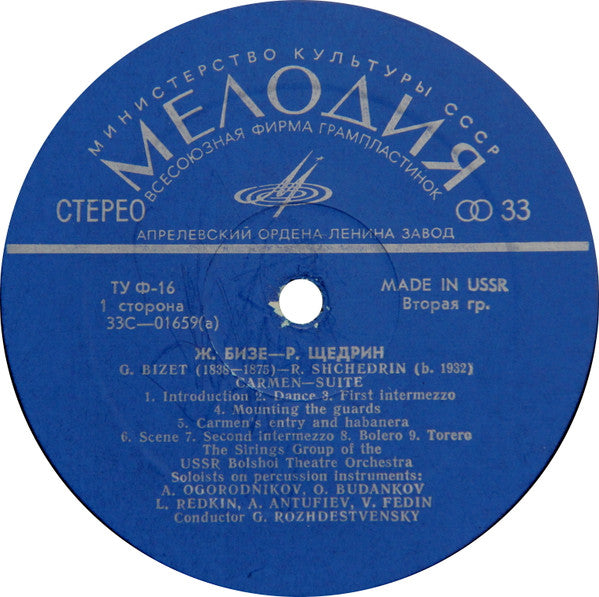 МИНИСТЕРСТВО КУЛЬТУРЫ СССР
МЕЛОДИЯ
ВСЕСОЮЗНАЯ ФИРМА ГРАМПЛАСТИНОК
СТЕРЕО 33
АПРЕЛЕВСКИЙ ОРДЕНА ЛЕНИНА ЗАВОД
ТУ Ф-16 MADE IN USSR
1 сторона Вторая гр.
33С—01659(а)
Ж. БИЗЕ—Р. ЩЕДРИН
G. BIZET (1838—1875)—R. SHCHEDRIN (b. 1932)
CARMEN—SUITE
1. Introduction 2. Dance 3. First intermezzo
4. Mounting the guards
5. Carmen's entry and habanera
6. Scene 7. Second intermezzo 8. Bolero 9. Torero
The Sirings Group of the
USSR Bolshoi Theatre Orchestra
Soloists on percussion instruments:
A. OGORODNIKOV, O. BUDANKOV
L. REDKIN, A. ANTUFIEV, V. FEDIN
Conductor G. ROZHDESTVENSKY